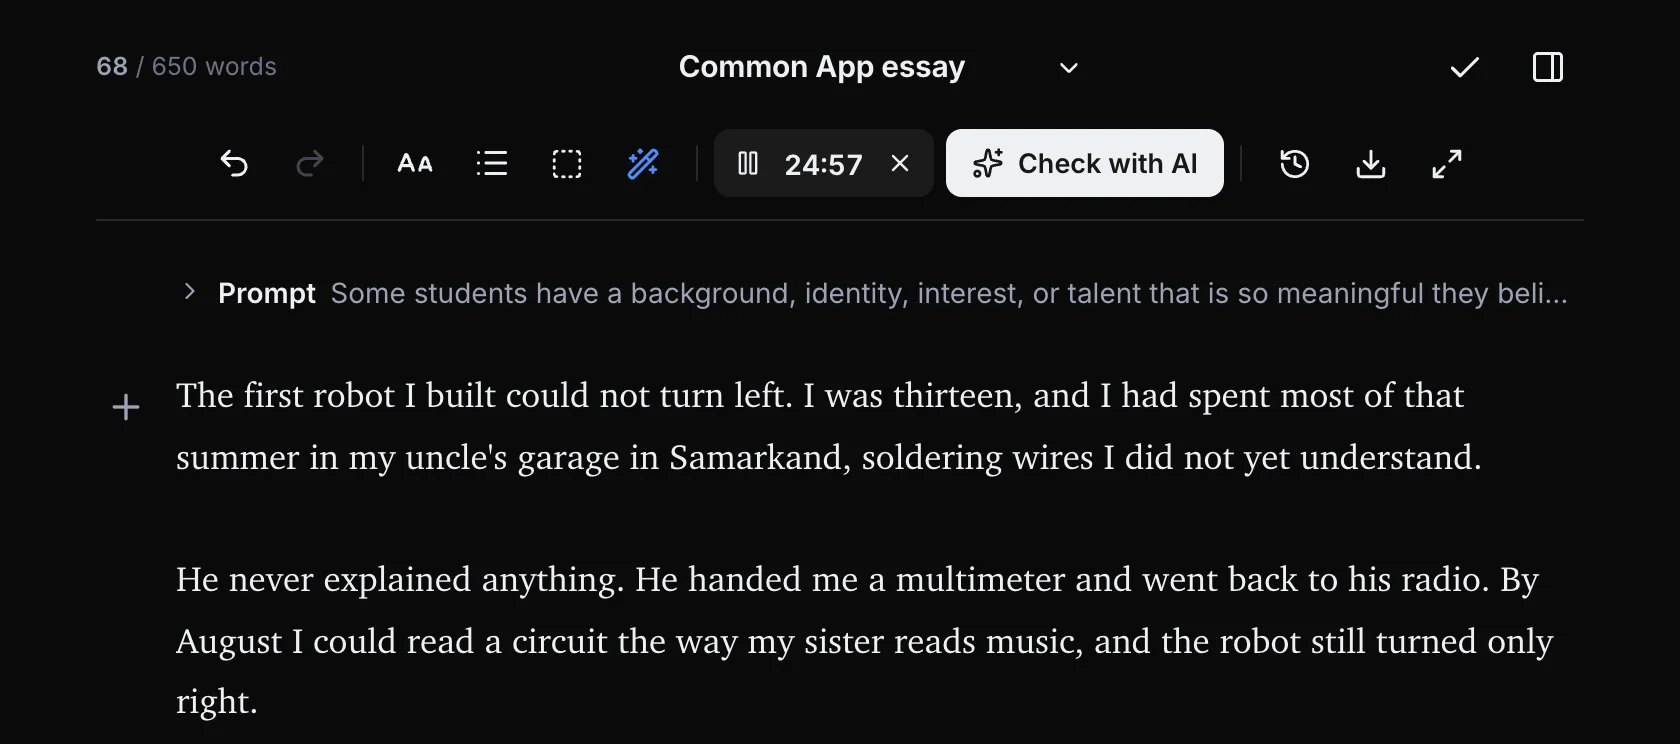 68 / 650 words
Common App essay
AA
24:57
Check with AI
Prompt Some students have a background, identity, interest, or talent that is so meaningful they beli...
The first robot I built could not turn left. I was thirteen, and I had spent most of that
summer in my uncle's garage in Samarkand, soldering wires I did not yet understand.
He never explained anything. He handed me a multimeter and went back to his radio. By
August I could read a circuit the way my sister reads music, and the robot still turned only
right.